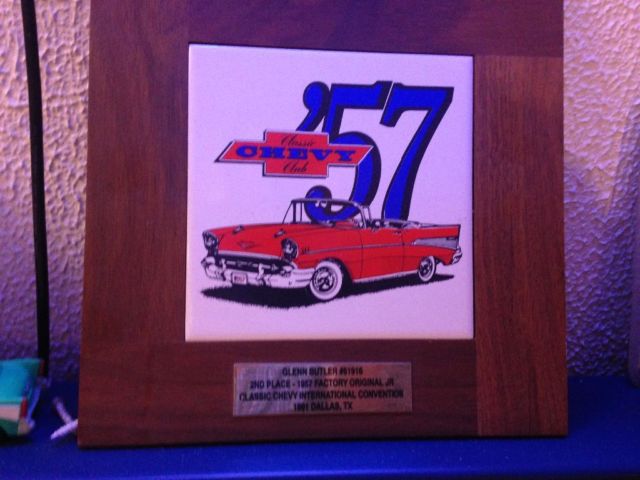 '57
Classic
CHEVY
Club
GLENN BUTLER #61916
2ND PLACE - 1957 FACTORY ORIGINAL JR
CLASSIC CHEVY INTERNATIONAL CONVENTION
1991 DALLAS, TX